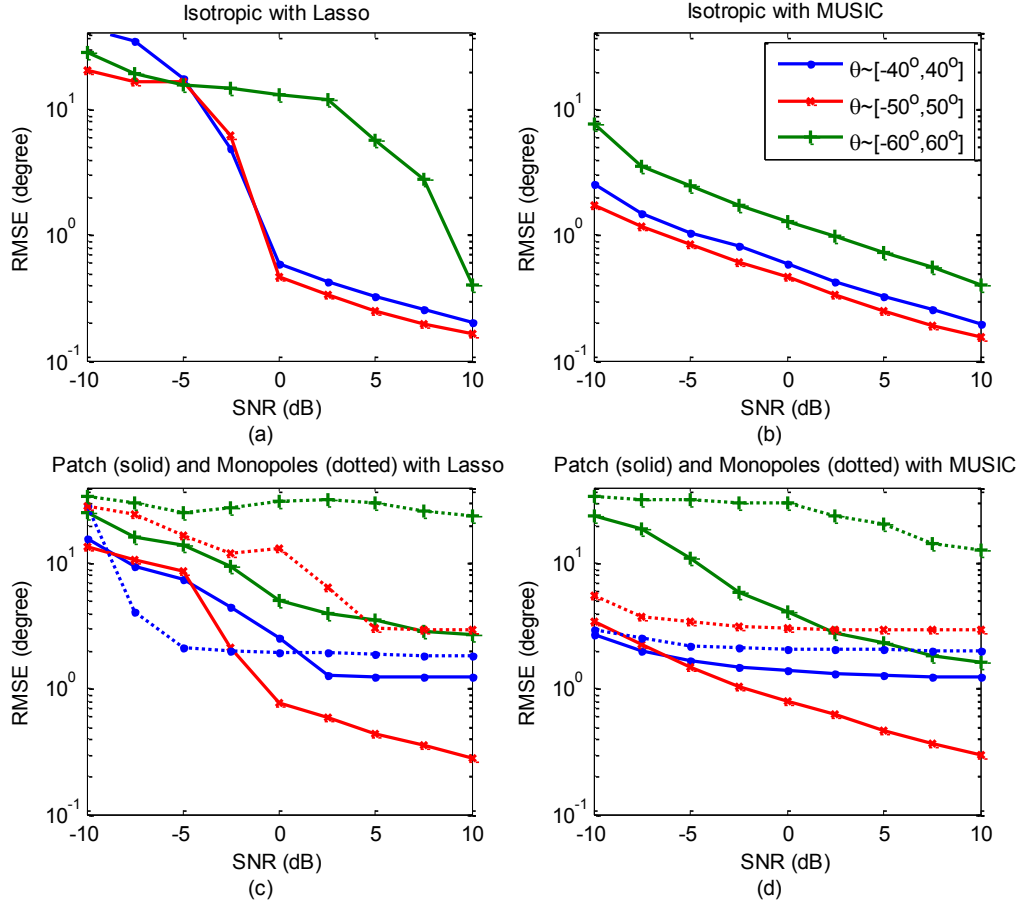 Isotropic with Lasso
10^1
10^0
10^-1
RMSE (degree)
-10 -5 0 5 10
SNR (dB)
(a)
Isotropic with MUSIC
θ~[-40°,40°]
θ~[-50°,50°]
θ~[-60°,60°]
10^1
10^0
10^-1
RMSE (degree)
-10 -5 0 5 10
SNR (dB)
(b)
Patch (solid) and Monopoles (dotted) with Lasso
10^1
10^0
10^-1
RMSE (degree)
-10 -5 0 5 10
SNR (dB)
(c)
Patch (solid) and Monopoles (dotted) with MUSIC
10^1
10^0
10^-1
RMSE (degree)
-10 -5 0 5 10
SNR (dB)
(d)